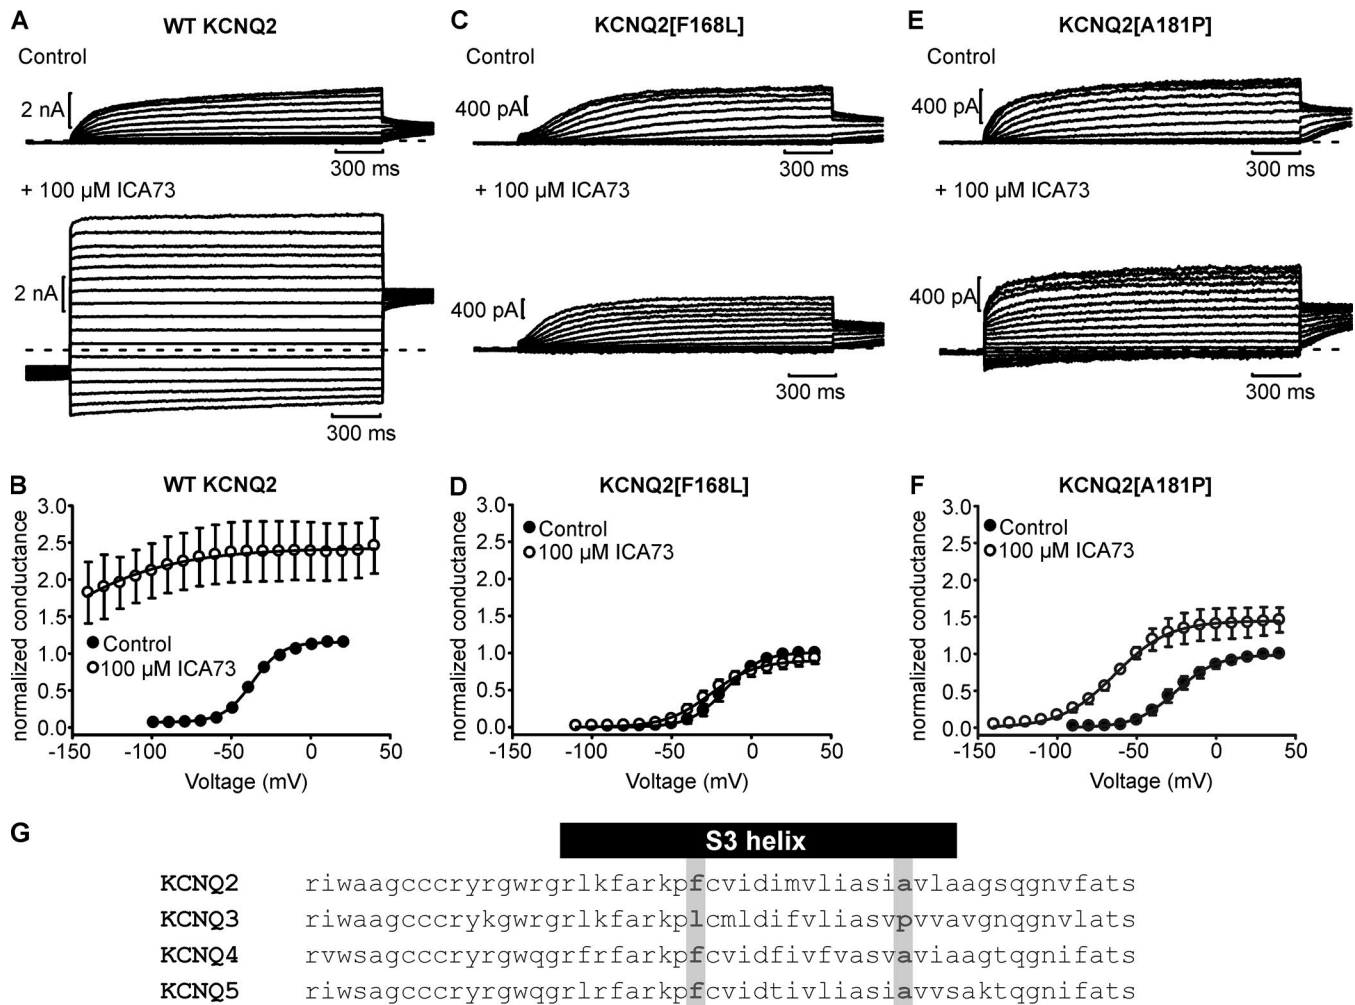 A
WT KCNQ2
Control
2 nA
300 ms
+ 100 µM ICA73
2 nA
300 ms
C
KCNQ2[F168L]
Control
400 pA
300 ms
+ 100 µM ICA73
400 pA
300 ms
E
KCNQ2[A181P]
Control
400 pA
300 ms
+ 100 µM ICA73
400 pA
300 ms
B
WT KCNQ2
normalized conductance
3.0
2.5
2.0
1.5
1.0
0.5
0.0
Control
100 µM ICA73
-150 -100 -50 0 50
Voltage (mV)
D
KCNQ2[F168L]
normalized conductance
3.0
2.5
2.0
1.5
1.0
0.5
0.0
Control
100 µM ICA73
-150 -100 -50 0 50
Voltage (mV)
F
KCNQ2[A181P]
normalized conductance
3.0
2.5
2.0
1.5
1.0
0.5
0.0
Control
100 µM ICA73
-150 -100 -50 0 50
Voltage (mV)
G
S3 helix
KCNQ2 riwaagcccryrgwrgrlkfarkpfcvidimvliasiavlaagsqgnvfats
KCNQ3 riwaagcccrykgwrgrlkfarkplcmldifvliasvpvvavgnqgnvlats
KCNQ4 rvwsagcccryrgwqgrfrfarkpfcvidfivfvasvaviaagtqgnifats
KCNQ5 riwsagcccryrgwqgrlrfarkpfcvidtivliasiavvsaktqgnifats